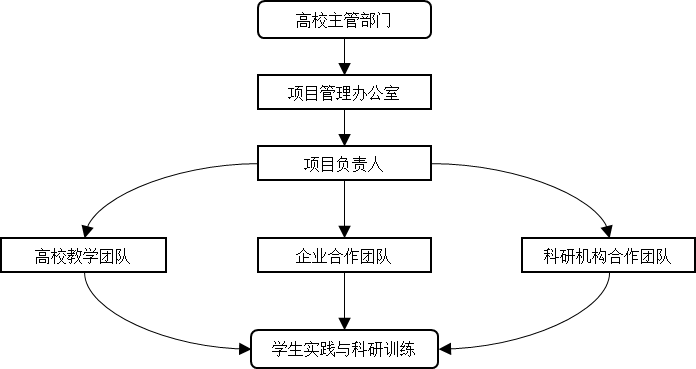 高校主管部门
项目管理办公室
项目负责人
高校教学团队
企业合作团队
科研机构合作团队
学生实践与科研训练